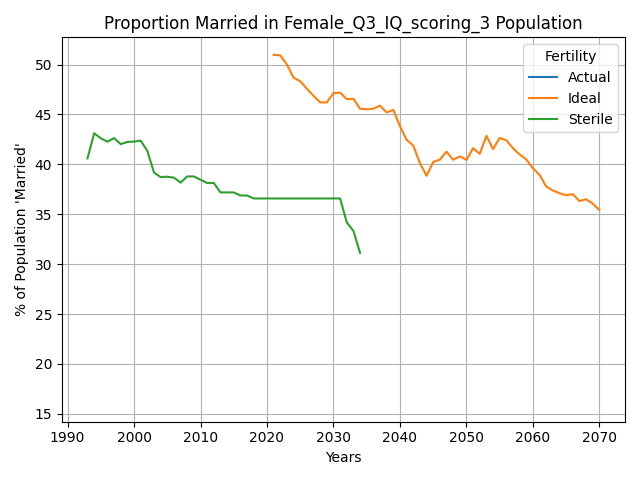 Proportion Married in Female_Q3_IQ_scoring_3 Population
% of Population 'Married'
50
45
40
35
30
25
20
15
Fertility
Actual
Ideal
Sterile
1990 2000 2010 2020 2030 2040 2050 2060 2070
Years